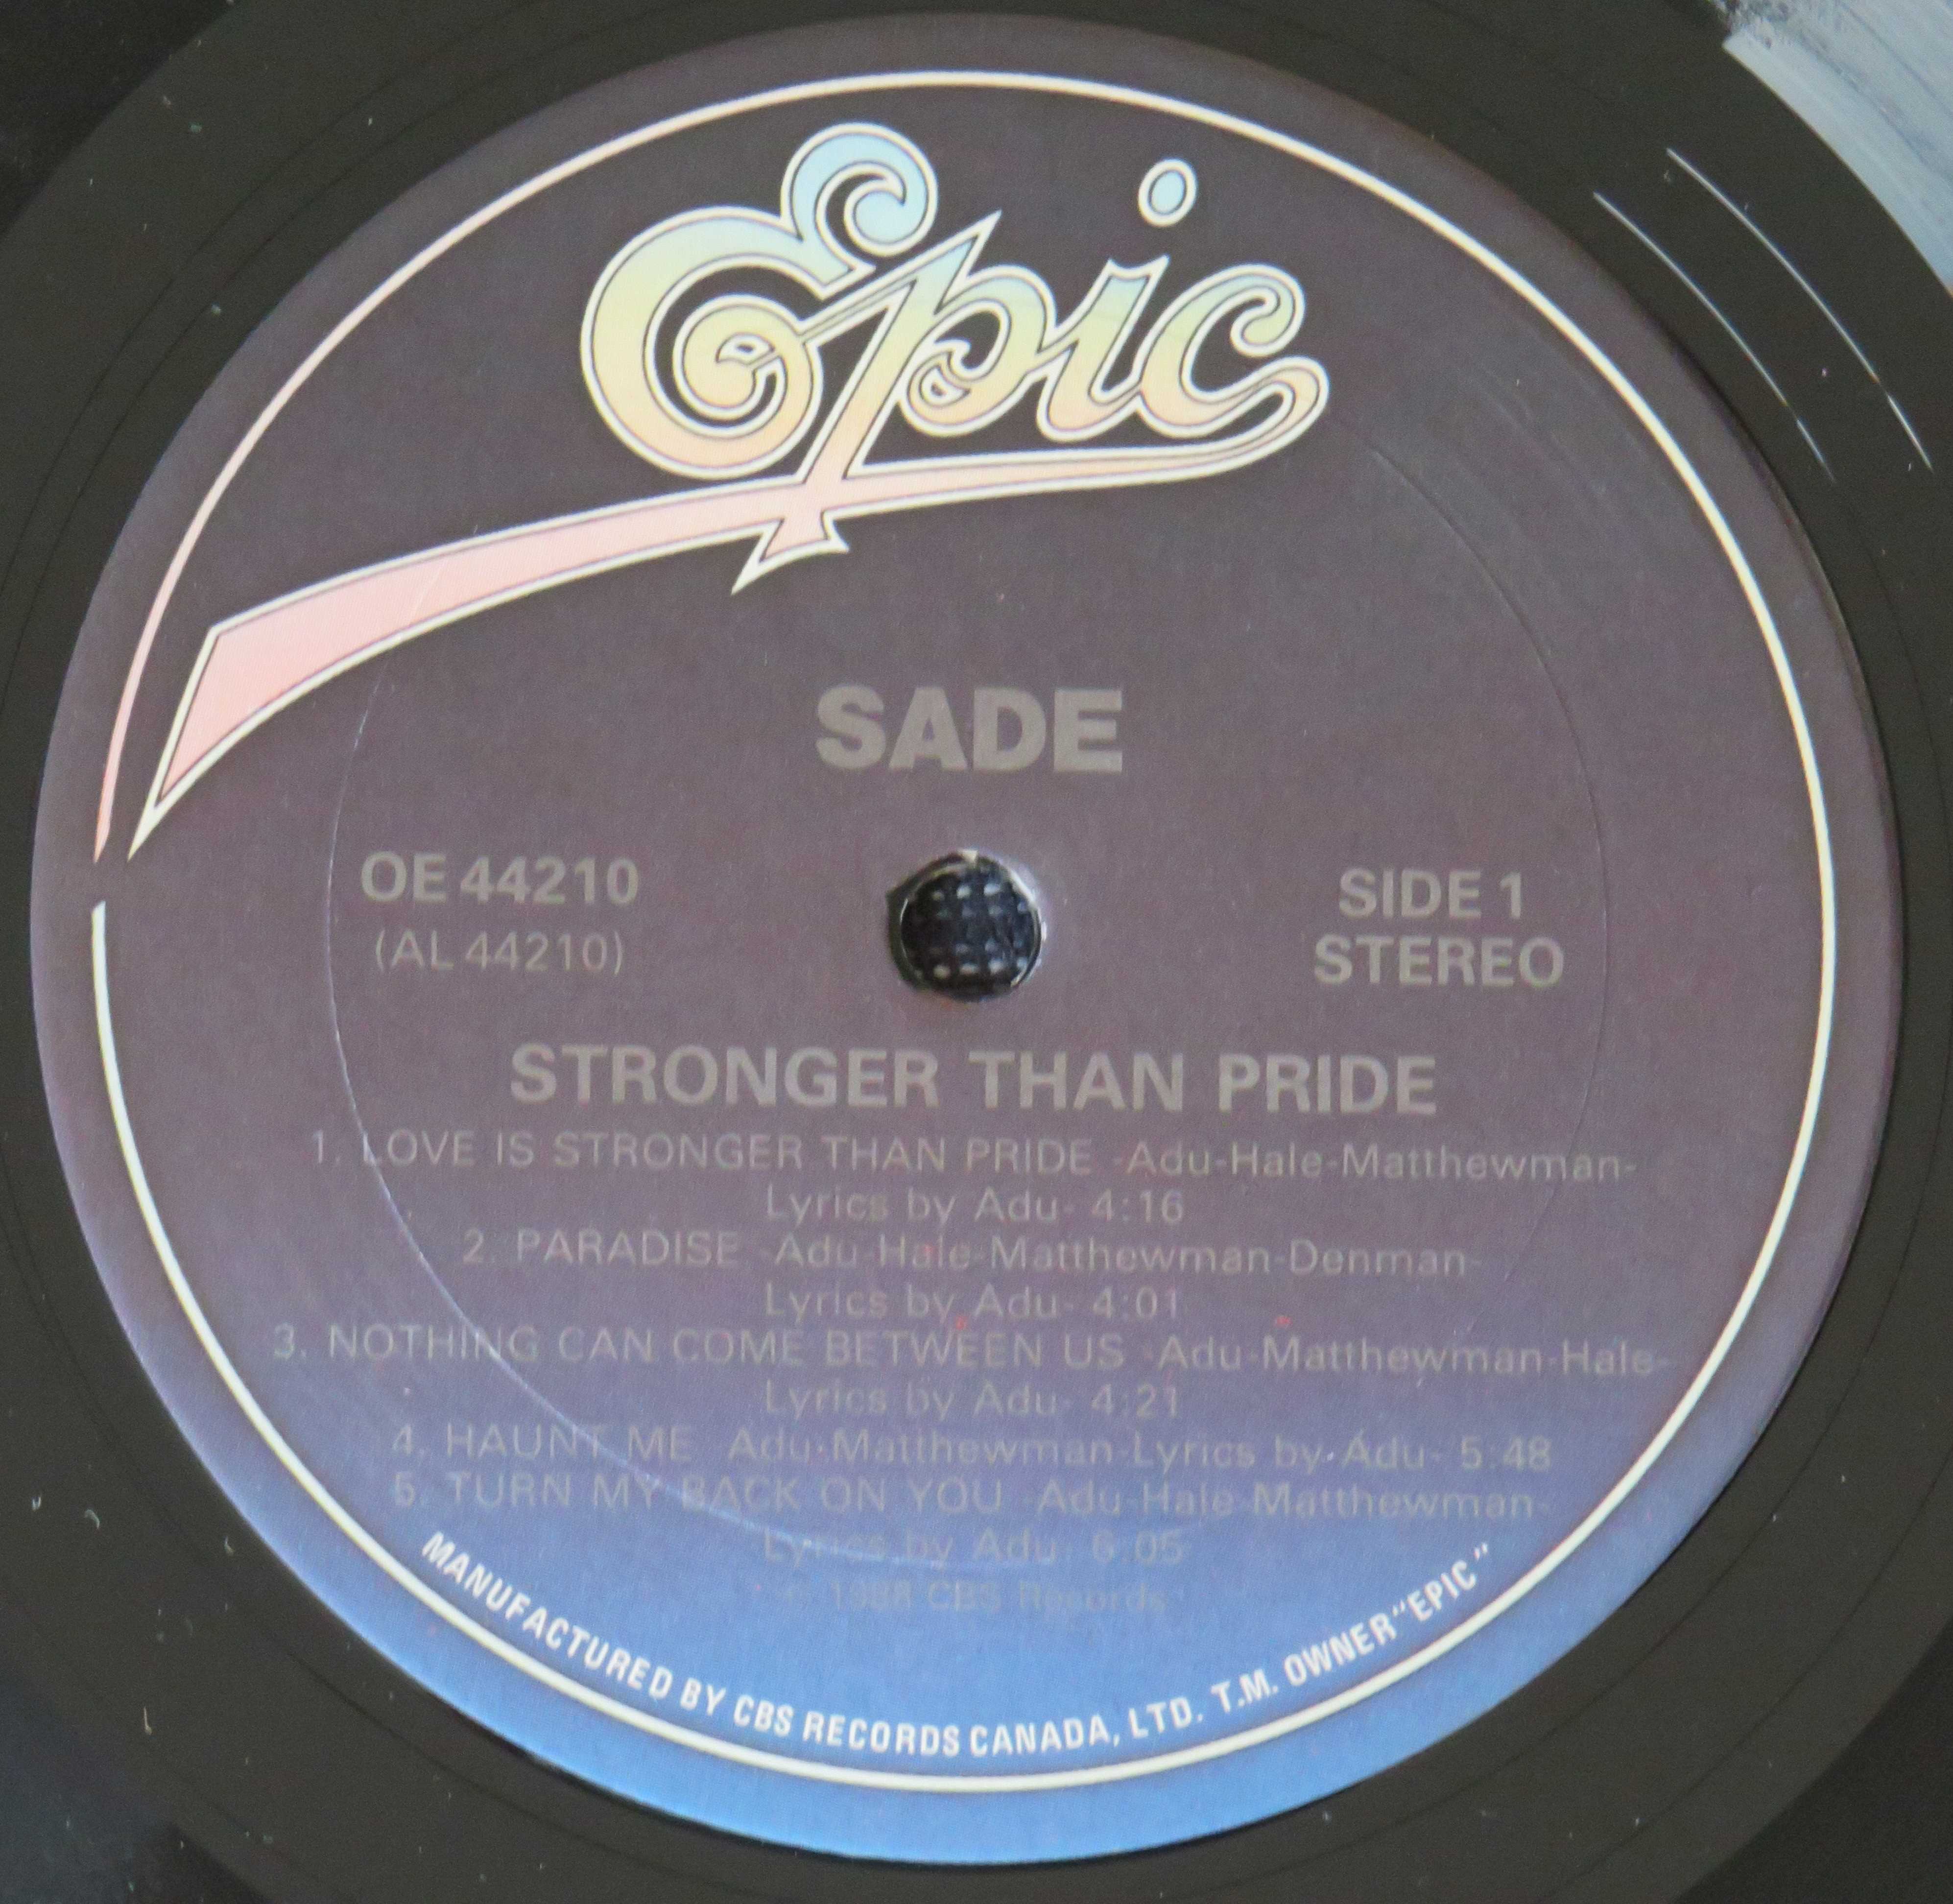 Epic
SADE
OE 44210
(AL 44210)
SIDE 1
STEREO
STRONGER THAN PRIDE
1. LOVE IS STRONGER THAN PRIDE -Adu-Hale-Matthewman-
Lyrics by Adu- 4:16
2. PARADISE -Adu-Hale-Matthewman-Denman-
Lyrics by Adu- 4:01
3. NOTHING CAN COME BETWEEN US -Adu-Matthewman-Hale-
Lyrics by Adu- 4:21
4. HAUNT ME -Adu-Matthewman-Lyrics by-Adu- 5:48
5. TURN MY BACK ON YOU -Adu-Hale-Matthewman-
Lyrics by Adu- 6:05
© 1988 CBS Records
MANUFACTURED BY CBS RECORDS CANADA, LTD. T.M. OWNER "EPIC"